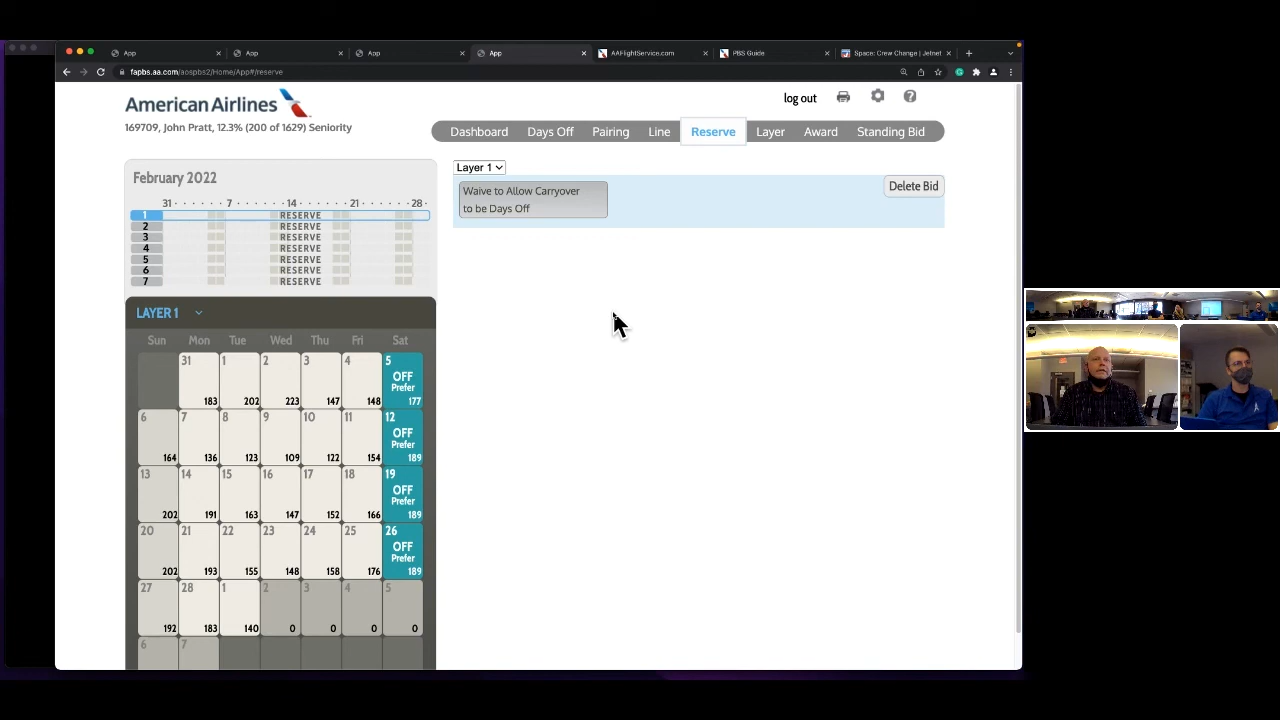 App
App
App
App
AAFlightService.com
PBS Guide
Space: Crew Change | Jetnet
fapbs.aa.com/aospbs2/Home/App#/reserve
American Airlines
log out
169709, John Pratt, 12.3% (200 of 1629) Seniority
Dashboard Days Off Pairing Line Reserve Layer Award Standing Bid
February 2022
31 · · · · · · 7 · · · · · · 14 · · · · · · 21 · · · · · · 28 ·
1 RESERVE
2 RESERVE
3 RESERVE
4 RESERVE
5 RESERVE
6 RESERVE
7 RESERVE
Layer 1
Waive to Allow Carryover
to be Days Off
Delete Bid
LAYER 1
Sun Mon Tue Wed Thu Fri Sat
31 1 2 3 4 5
OFF
Prefer
183 202 223 147 148 177
6 7 8 9 10 11 12
OFF
Prefer
164 136 123 109 122 154 189
13 14 15 16 17 18 19
OFF
Prefer
202 191 163 147 152 166 189
20 21 22 23 24 25 26
OFF
Prefer
202 193 155 148 158 176 189
27 28 1 2 3 4 5
192 183 140 0 0 0 0
6 7